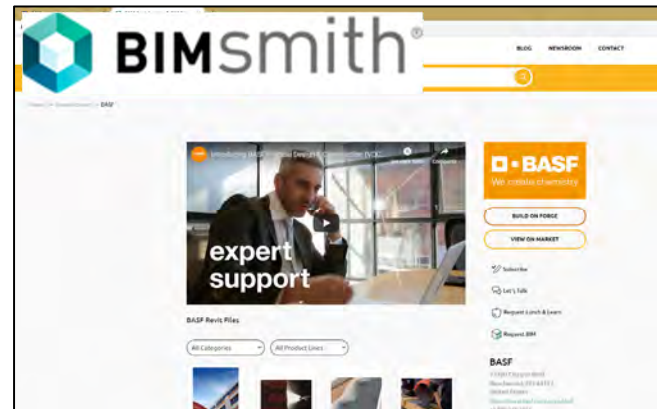 BIMsmith®
BLOG NEWSROOM CONTACT
BASF
BASF
We create chemistry
BUILD ON FORGE
VIEW ON MARKET
expert
support
Subscribe
Let's Talk
Request Lunch & Learn
Request BIM
BASF Revit Files
All Categories
All Product Lines
BASF